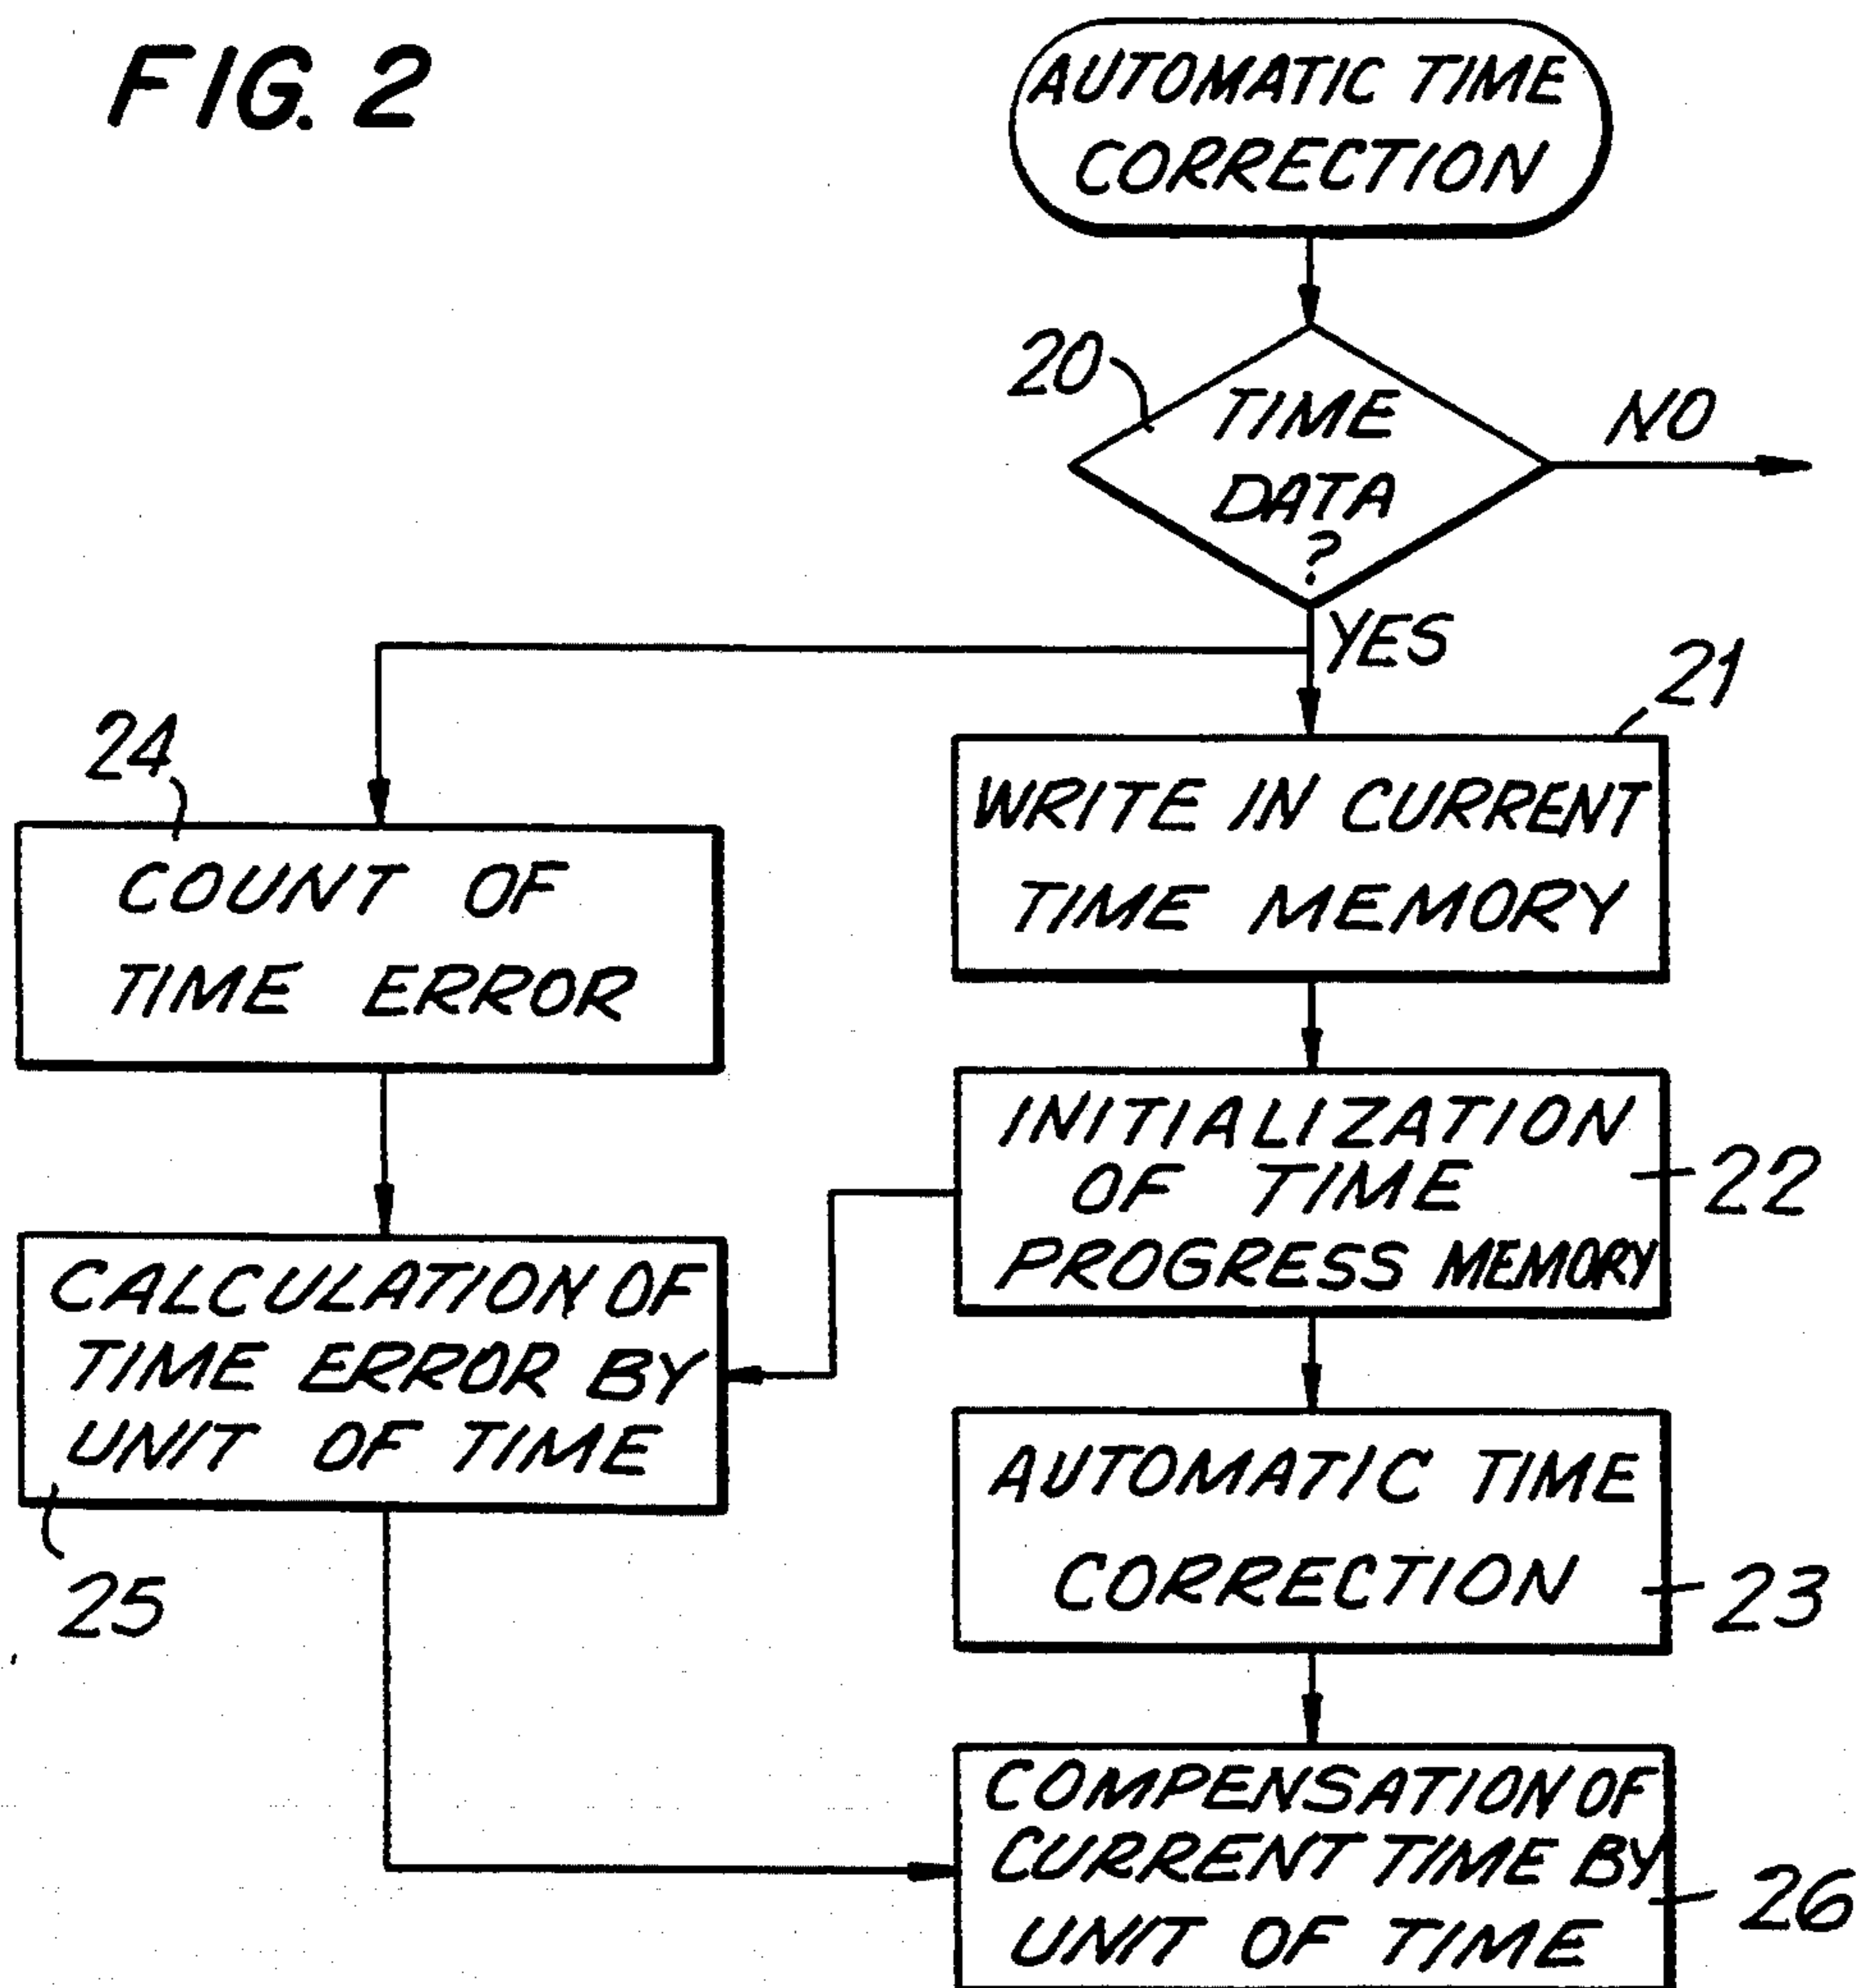 FIG. 2
AUTOMATIC TIME
CORRECTION
20
TIME
DATA
?
NO
YES
21
WRITE IN CURRENT
TIME MEMORY
24
COUNT OF
TIME ERROR
INITIALIZATION
OF TIME
PROGRESS MEMORY
22
CALCULATION OF
TIME ERROR BY
UNIT OF TIME
25
AUTOMATIC TIME
CORRECTION
23
COMPENSATION OF
CURRENT TIME BY
UNIT OF TIME
26